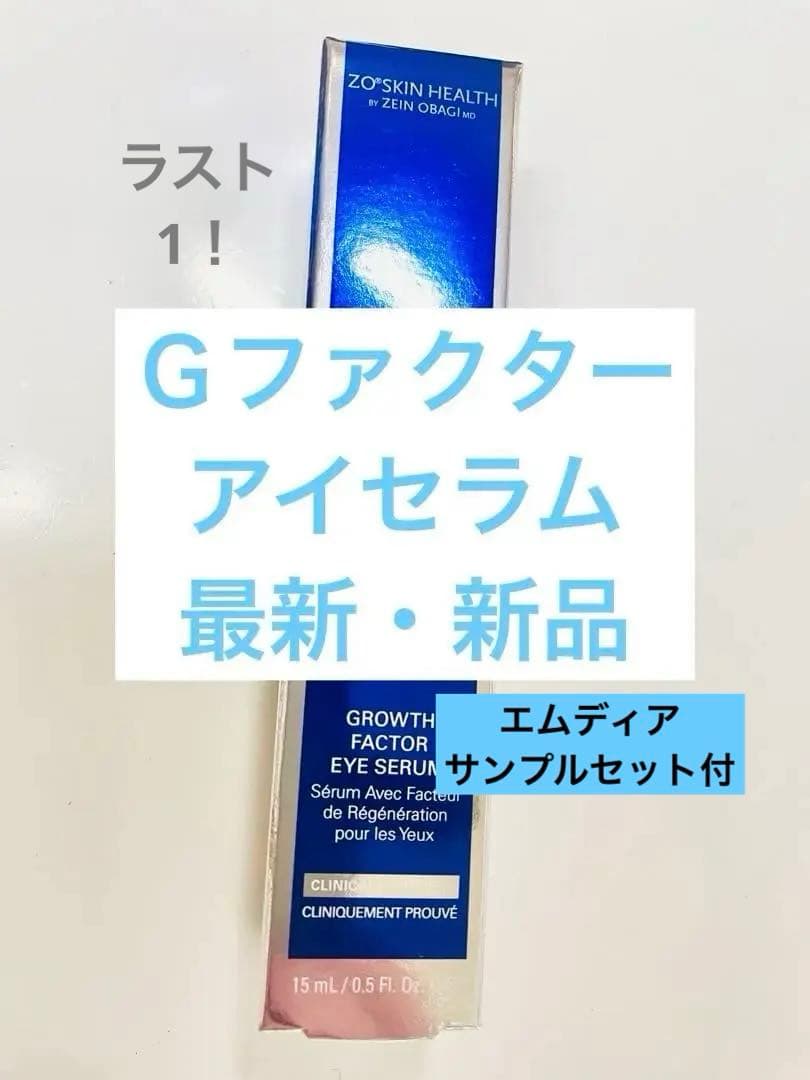 ZO® SKIN HEALTH
BY ZEIN OBAGI MD
ラスト
1！
Gファクター
アイセラム
最新・新品
エムディア
サンプルセット付
GROWTH
FACTOR
EYE SERUM
Sérum Avec Facteur
de Régénération
pour les Yeux
CLINIQUEMENT PROUVÉ
15 mL / 0.5 Fl. Oz.